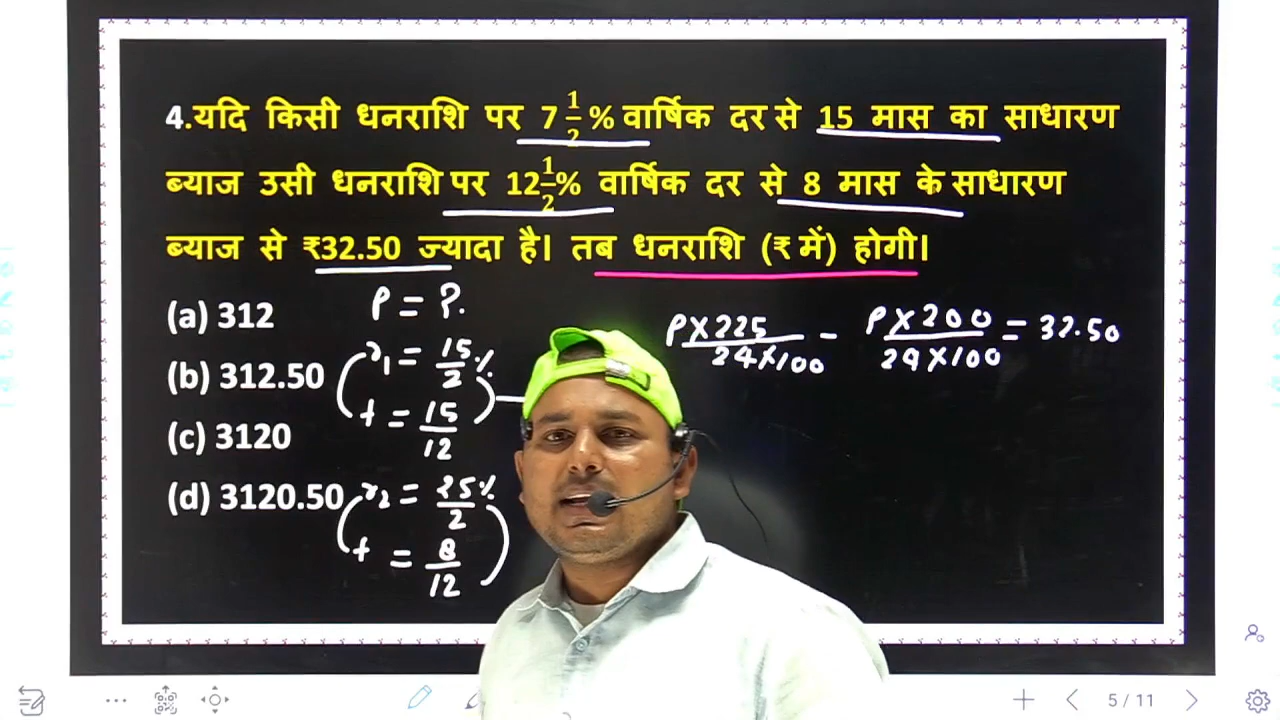 4.यदि किसी धनराशि पर 7 1/2 % वार्षिक दर से 15 मास का साधारण
ब्याज उसी धनराशि पर 12 1/2% वार्षिक दर से 8 मास के साधारण
ब्याज से ₹32.50 ज्यादा है। तब धनराशि (₹ में) होगी।
(a) 312
(b) 312.50
(c) 3120
(d) 3120.50
P = ?.
r1 = 15/2 %
t = 15/12
r2 = 25/2 %
t = 8/12
P×225/24×100 - P×200/24×100 = 32.50
5 / 11